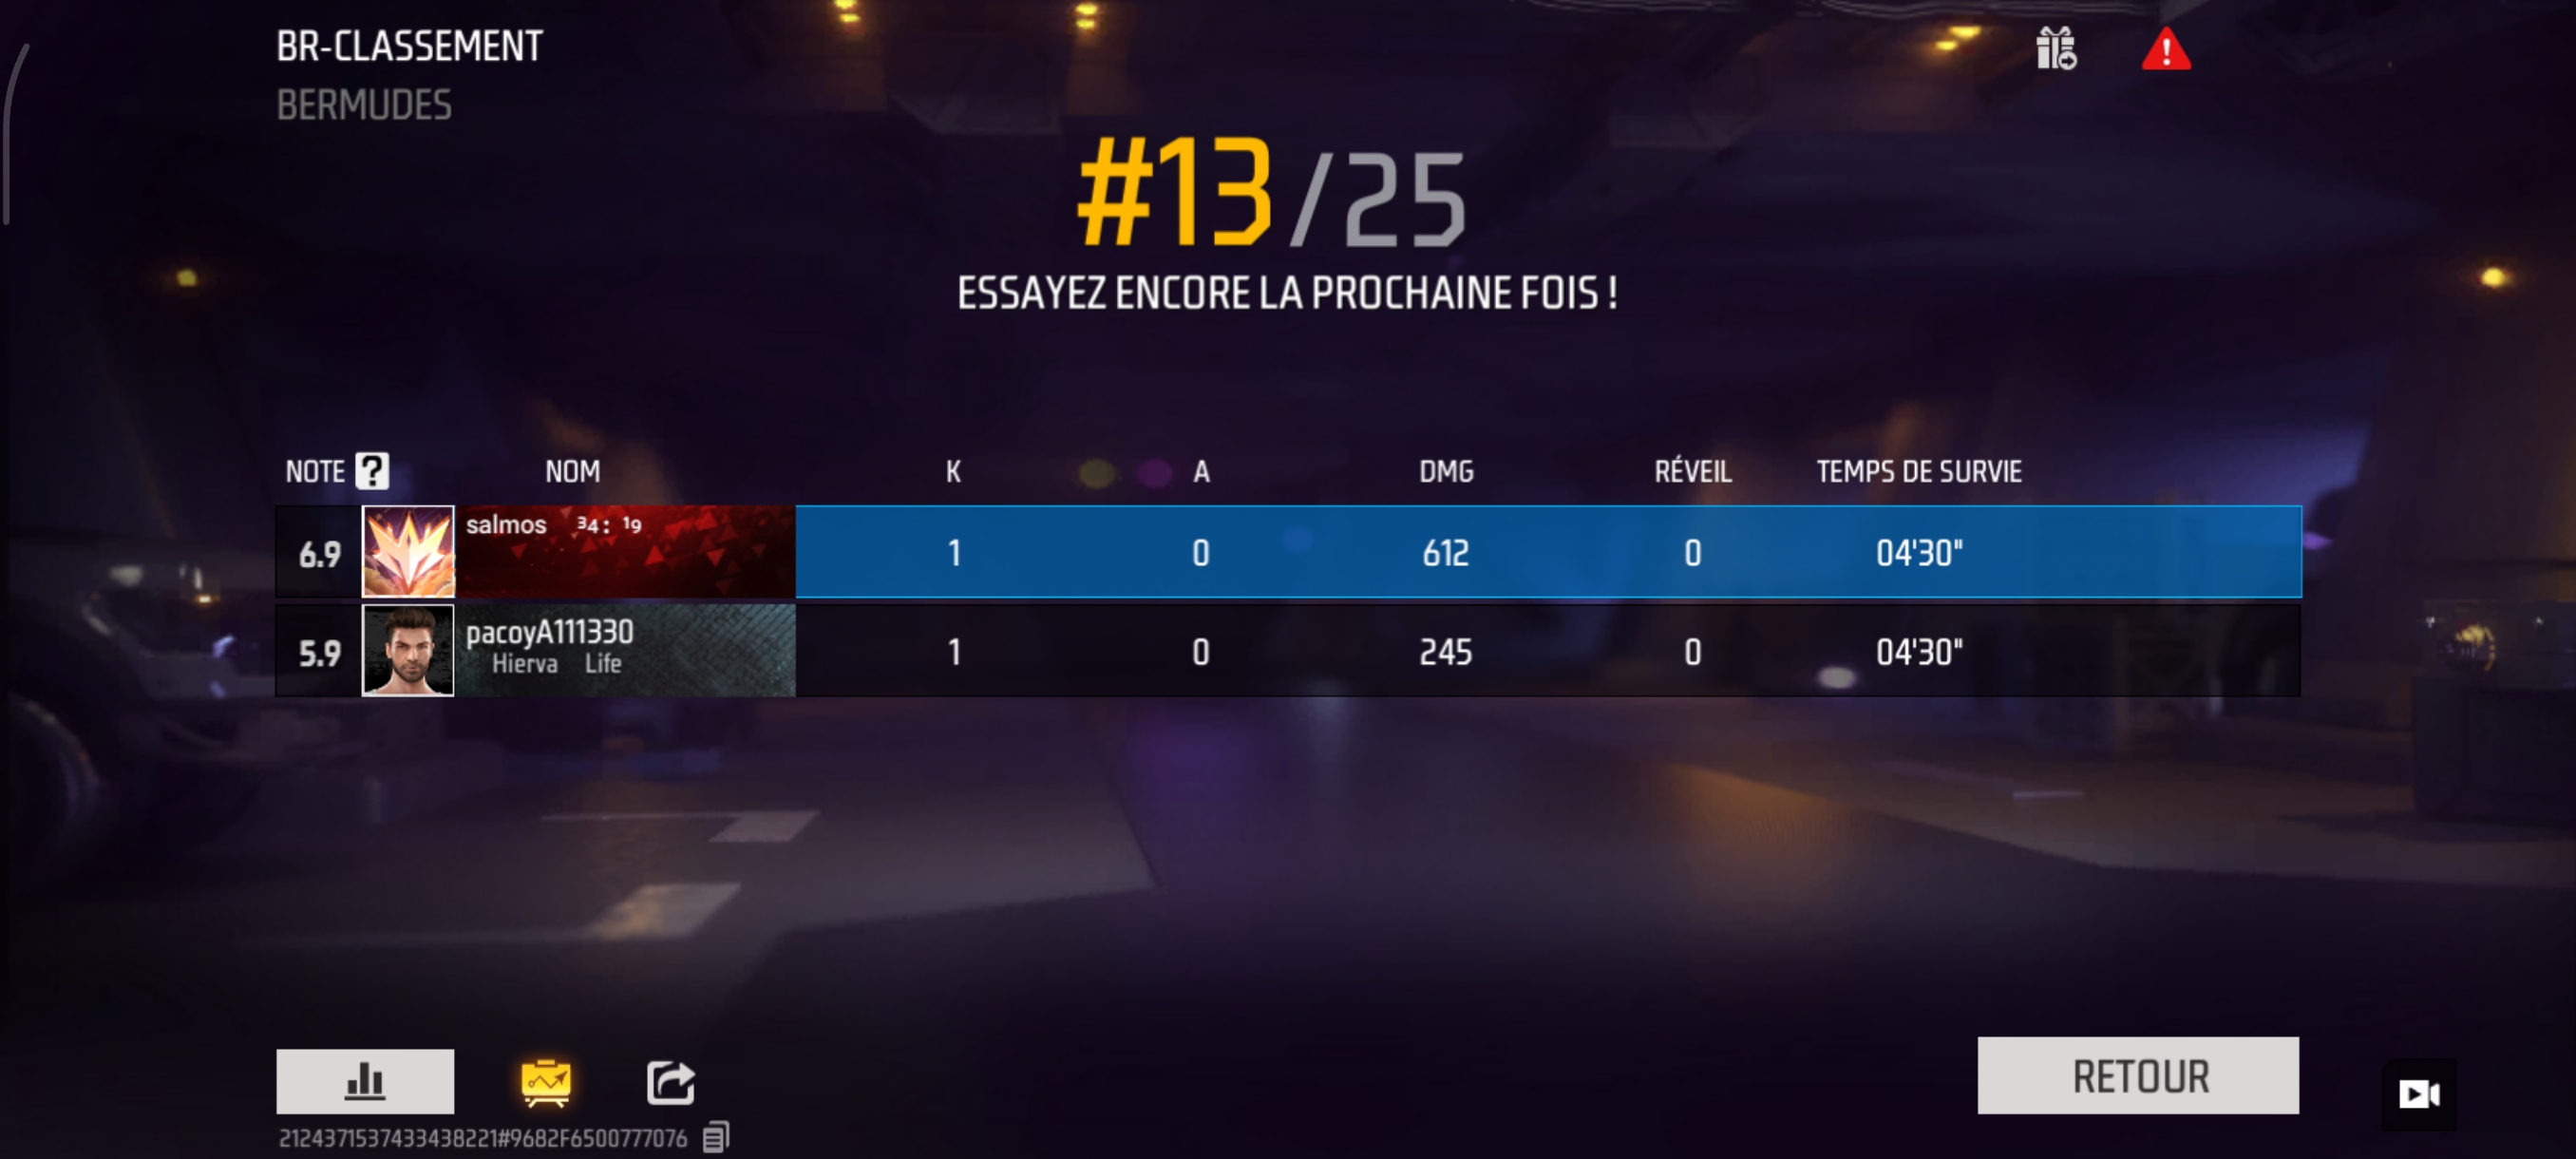 BR-CLASSEMENT
BERMUDES
#13/25
ESSAYEZ ENCORE LA PROCHAINE FOIS !
NOTE ? NOM K A DMG RÉVEIL TEMPS DE SURVIE
6.9 salmos ³⁴: ¹⁹ 1 0 612 0 04'30"
5.9 pacoyA111330 1 0 245 0 04'30"
Hierva Life
RETOUR
2124371537433438221#9682F6500777076